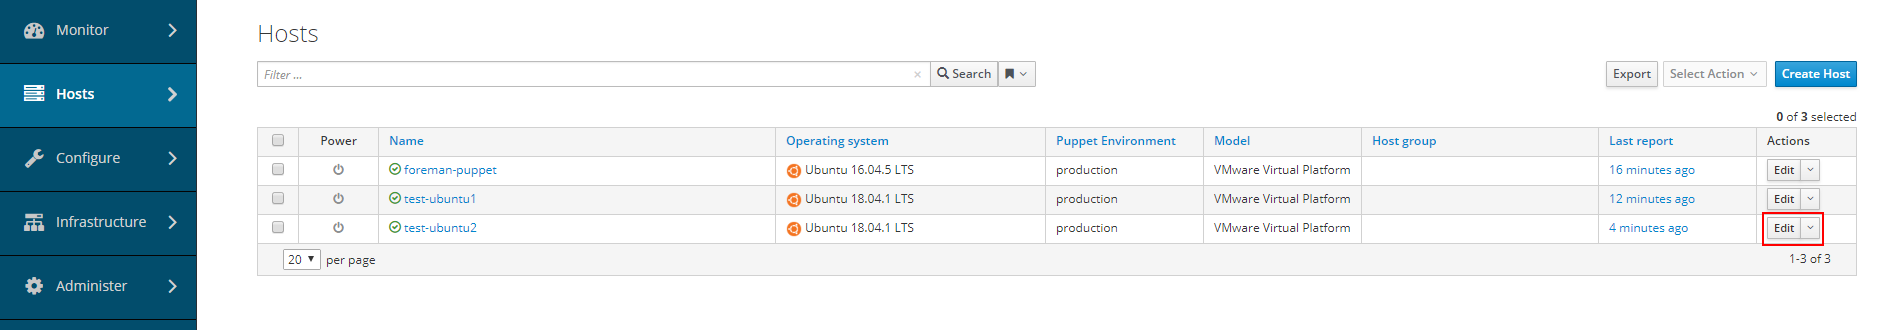 Monitor
Hosts
Configure
Infrastructure
Administer
Hosts
Filter ... × Search
Export Select Action Create Host
0 of 3 selected
Power Name Operating system Puppet Environment Model Host group Last report Actions
foreman-puppet Ubuntu 16.04.5 LTS production VMware Virtual Platform 16 minutes ago Edit
test-ubuntu1 Ubuntu 18.04.1 LTS production VMware Virtual Platform 12 minutes ago Edit
test-ubuntu2 Ubuntu 18.04.1 LTS production VMware Virtual Platform 4 minutes ago Edit
20 per page 1-3 of 3